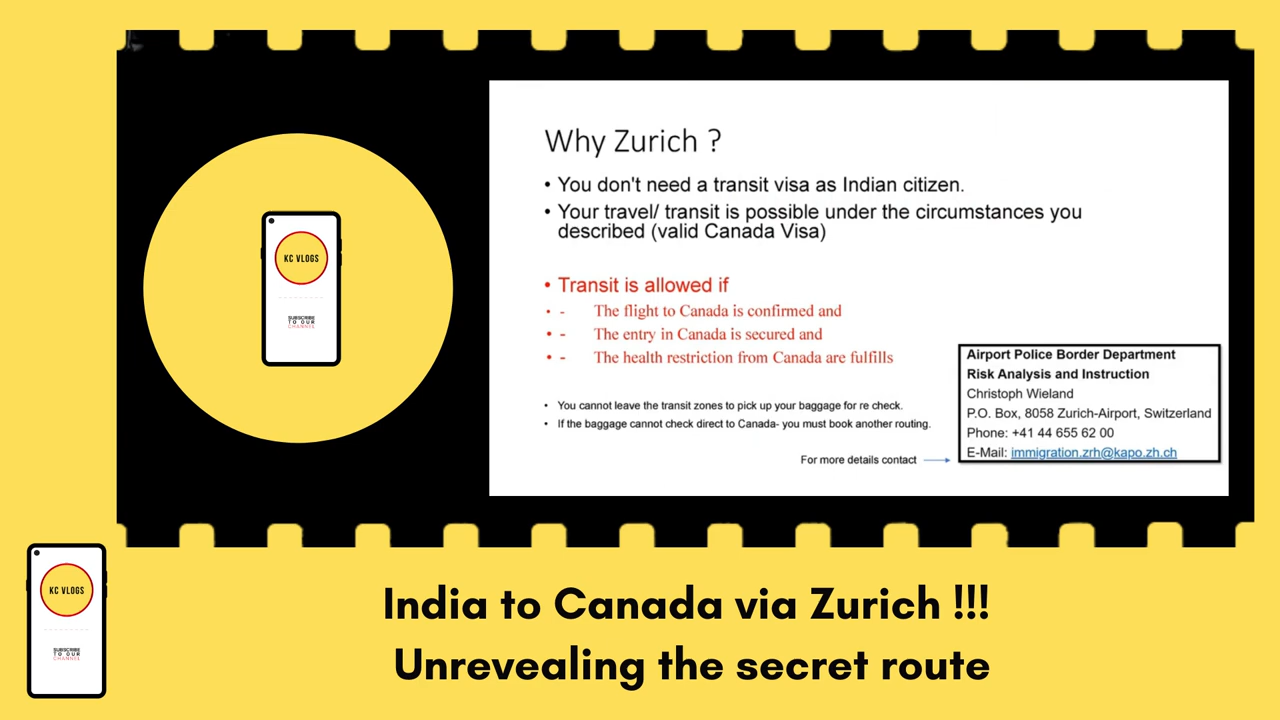 Why Zurich ?
• You don't need a transit visa as Indian citizen.
• Your travel/ transit is possible under the circumstances you
described (valid Canada Visa)
• Transit is allowed if
• - The flight to Canada is confirmed and
• - The entry in Canada is secured and
• - The health restriction from Canada are fulfills
• You cannot leave the transit zones to pick up your baggage for re check.
• If the baggage cannot check direct to Canada- you must book another routing.
For more details contact
Airport Police Border Department
Risk Analysis and Instruction
Christoph Wieland
P.O. Box, 8058 Zurich-Airport, Switzerland
Phone: +41 44 655 62 00
E-Mail: immigration.zrh@kapo.zh.ch
KC VLOGS
SUBSCRIBE
TO OUR
CHANNEL
KC VLOGS
SUBSCRIBE
TO OUR
CHANNEL
India to Canada via Zurich !!!
Unrevealing the secret route